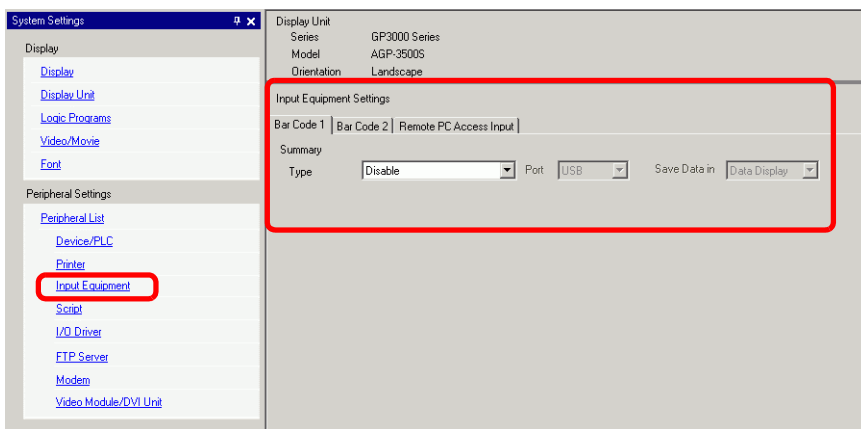 System Settings
Display
Display
Display Unit
Logic Programs
Video/Movie
Font
Peripheral Settings
Peripheral List
Device/PLC
Printer
Input Equipment
Script
I/O Driver
FTP Server
Modem
Video Module/DVI Unit
Display Unit
Series GP3000 Series
Model AGP-3500S
Orientation Landscape
Input Equipment Settings
Bar Code 1 Bar Code 2 Remote PC Access Input
Summary
Type Disable Port USB Save Data in Data Display